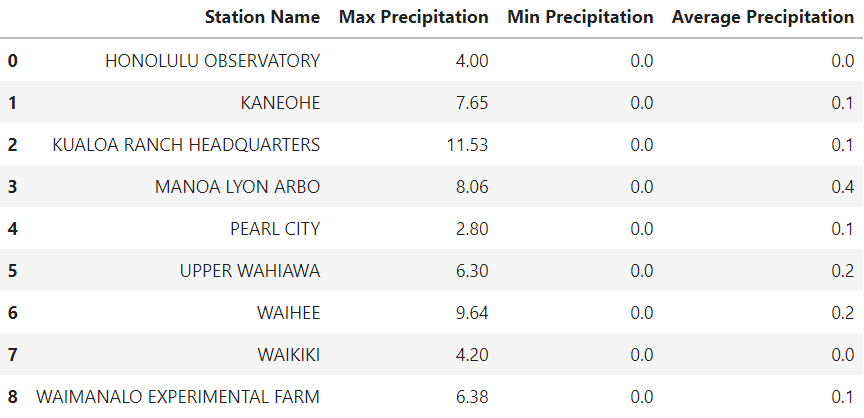 Station Name Max Precipitation Min Precipitation Average Precipitation
0 HONOLULU OBSERVATORY 4.00 0.0 0.0
1 KANEOHE 7.65 0.0 0.1
2 KUALOA RANCH HEADQUARTERS 11.53 0.0 0.1
3 MANOA LYON ARBO 8.06 0.0 0.4
4 PEARL CITY 2.80 0.0 0.1
5 UPPER WAHIAWA 6.30 0.0 0.2
6 WAIHEE 9.64 0.0 0.2
7 WAIKIKI 4.20 0.0 0.0
8 WAIMANALO EXPERIMENTAL FARM 6.38 0.0 0.1